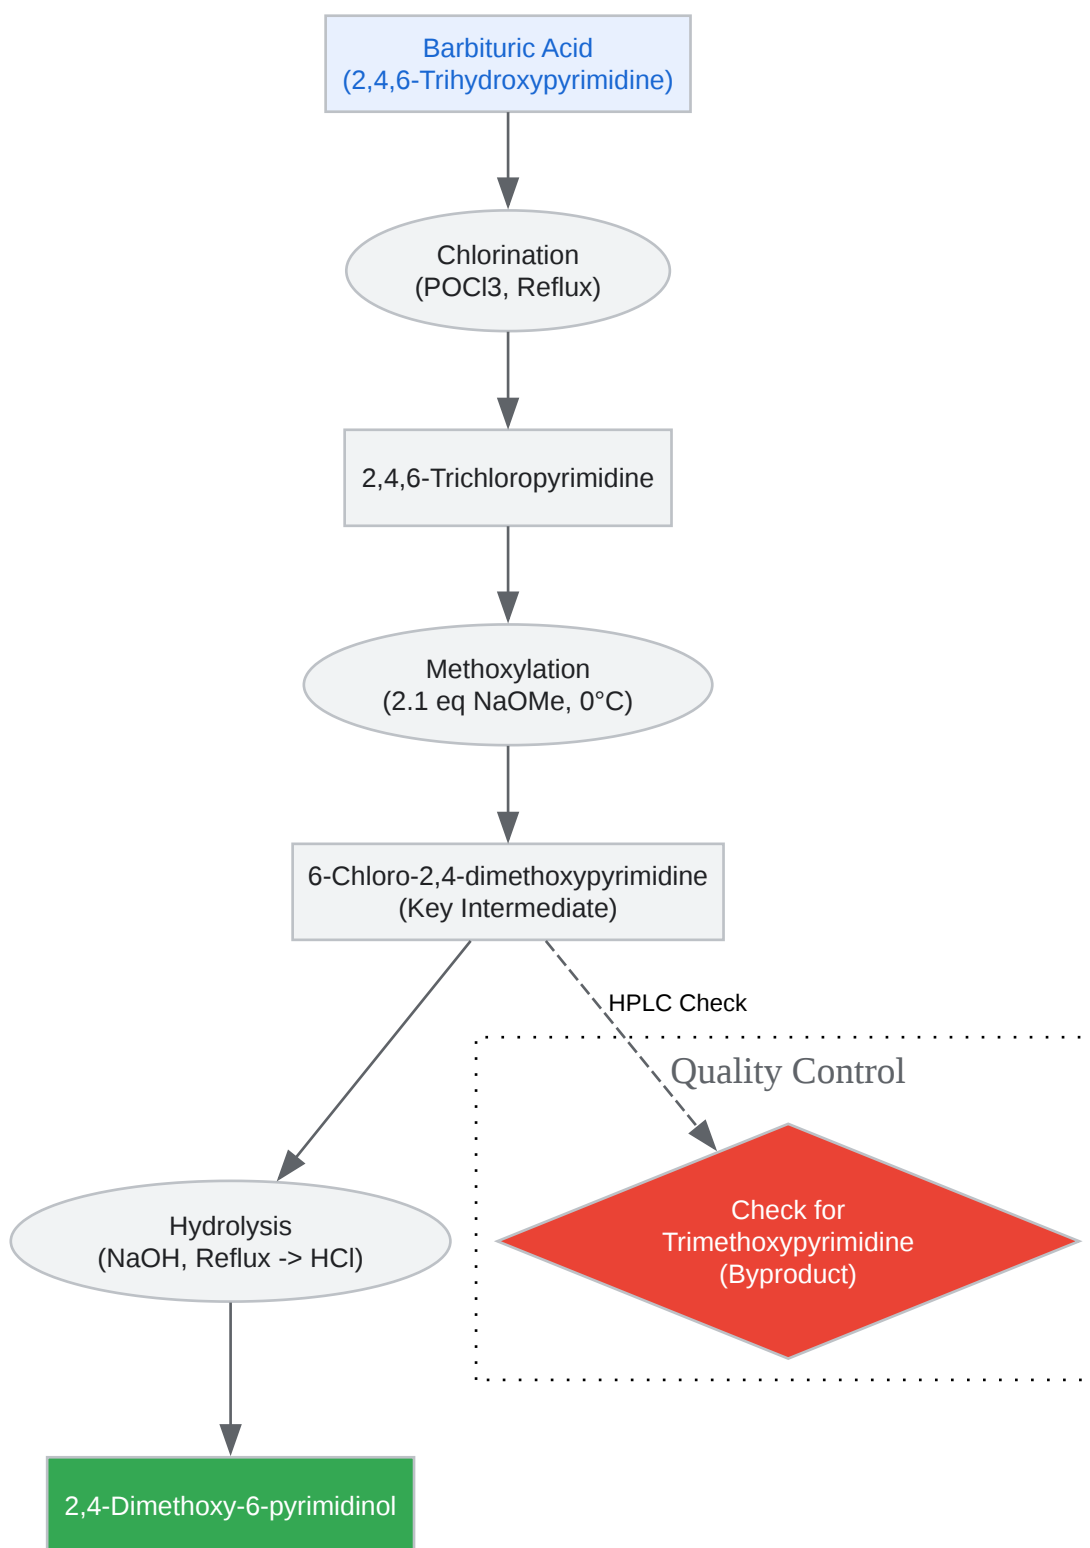 Barbituric Acid
(2,4,6-Trihydroxypyrimidine)
Chlorination
(POCl3, Reflux)
2,4,6-Trichloropyrimidine
Methoxylation
(2.1 eq NaOMe, 0°C)
6-Chloro-2,4-dimethoxypyrimidine
(Key Intermediate)
HPLC Check
Quality Control
Check for
Trimethoxypyrimidine
(Byproduct)
Hydrolysis
(NaOH, Reflux -> HCl)
2,4-Dimethoxy-6-pyrimidinol